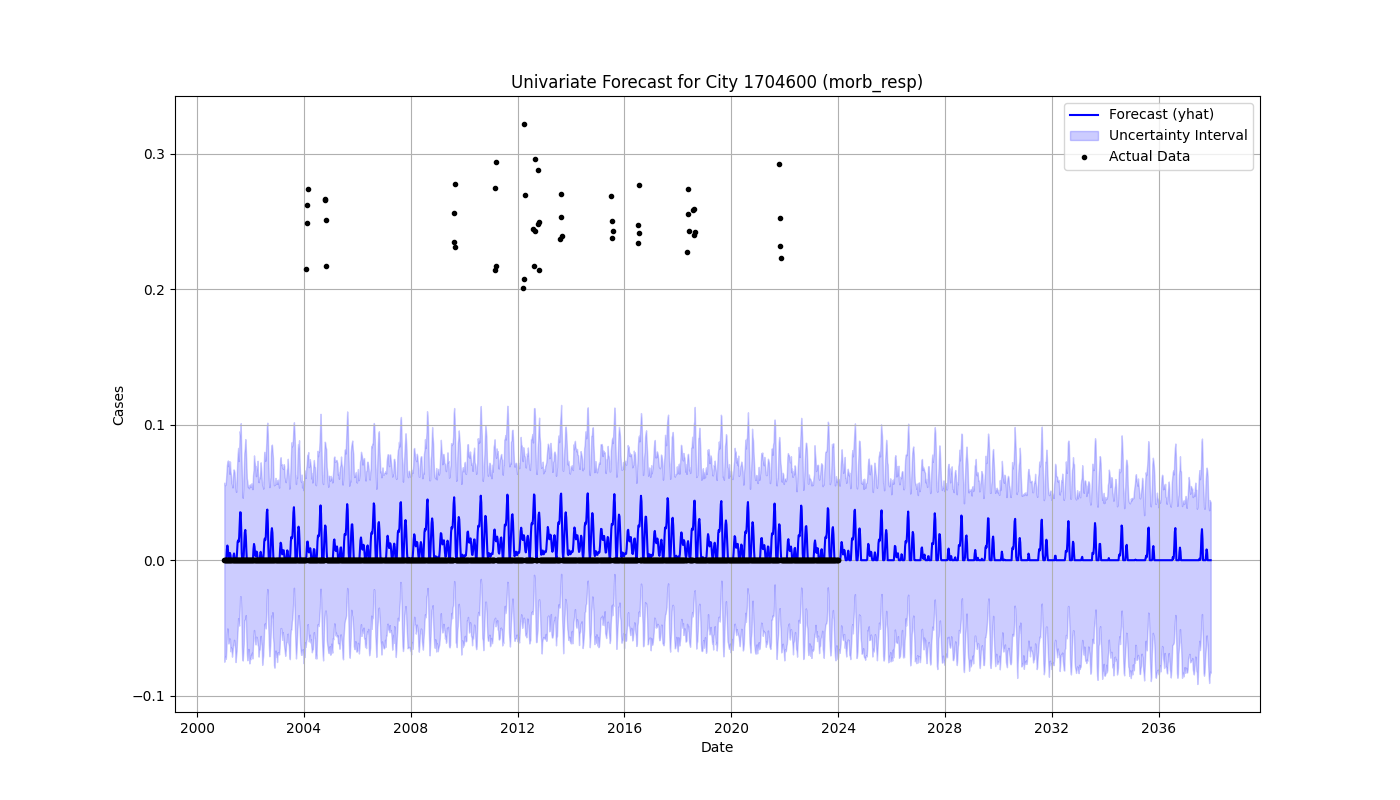 Univariate Forecast for City 1704600 (morb_resp)
Forecast (yhat)
Uncertainty Interval
Actual Data
0.3
0.2
0.1
0.0
−0.1
Cases
2000 2004 2008 2012 2016 2020 2024 2028 2032 2036
Date